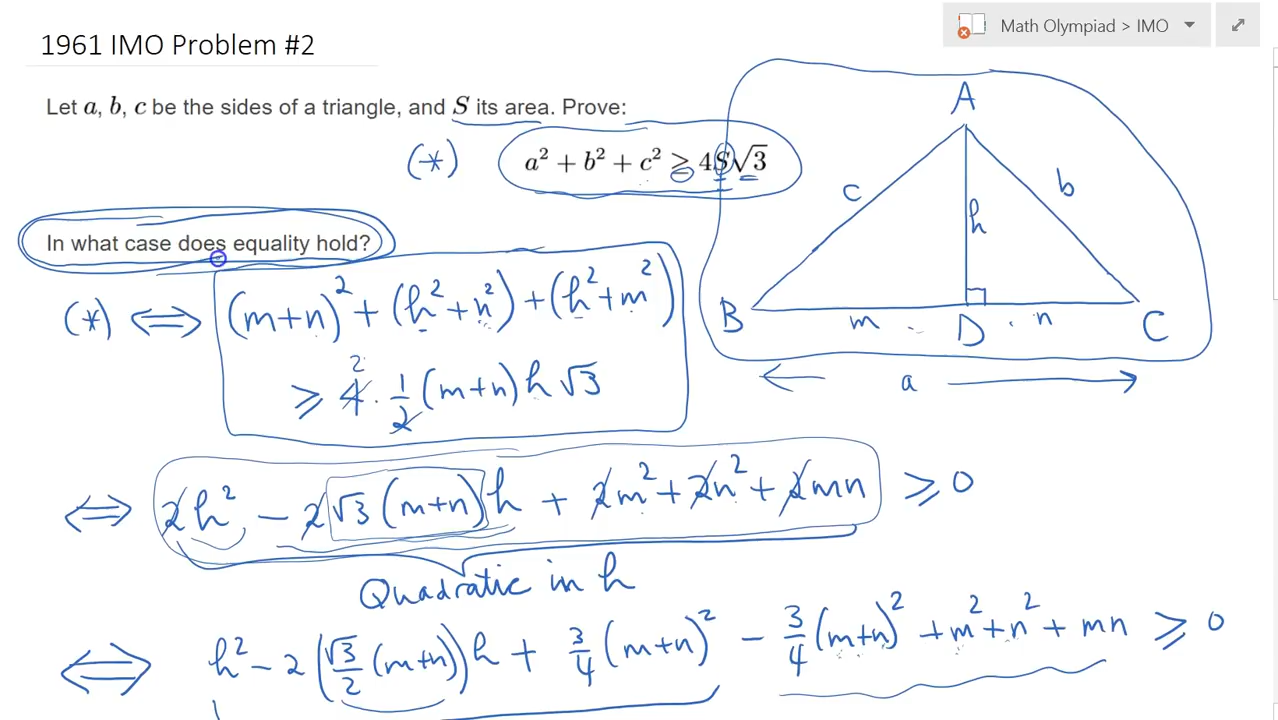 1961 IMO Problem #2
Math Olympiad > IMO
Let a, b, c be the sides of a triangle, and S its area. Prove:
(*) a² + b² + c² ≥ 4S√3
In what case does equality hold?
A
c
b
h
B
m
D
n
C
a
(*) ⟺ (m+n)² + (h²+n²) + (h²+m²)
≥ 4 2 · 1/2 (m+n) h √3
⟺ 2h² - 2√3 (m+n) h + 2m² + 2n² + 2mn ≥ 0
Quadratic in h
⟺ h² - 2 (√3/2 (m+n)) h + 3/4 (m+n)² - 3/4 (m+n)² + m² + n² + mn ≥ 0